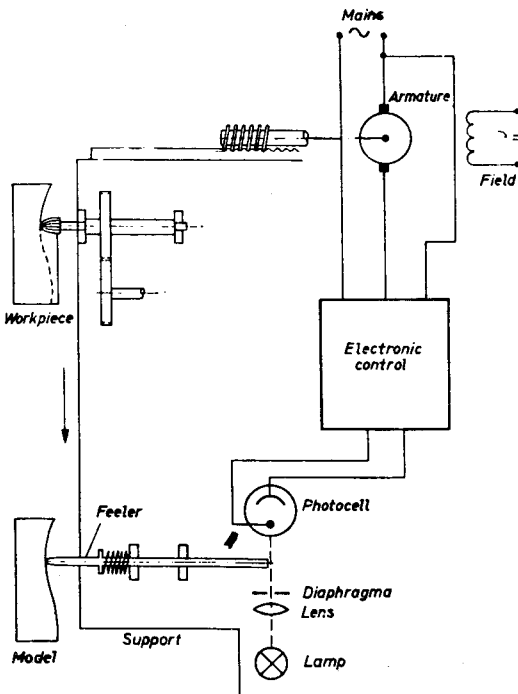 Mains
Armature
Field
Workpiece
Electronic
control
Photocell
Feeler
Diaphragma
Lens
Support
Model
Lamp